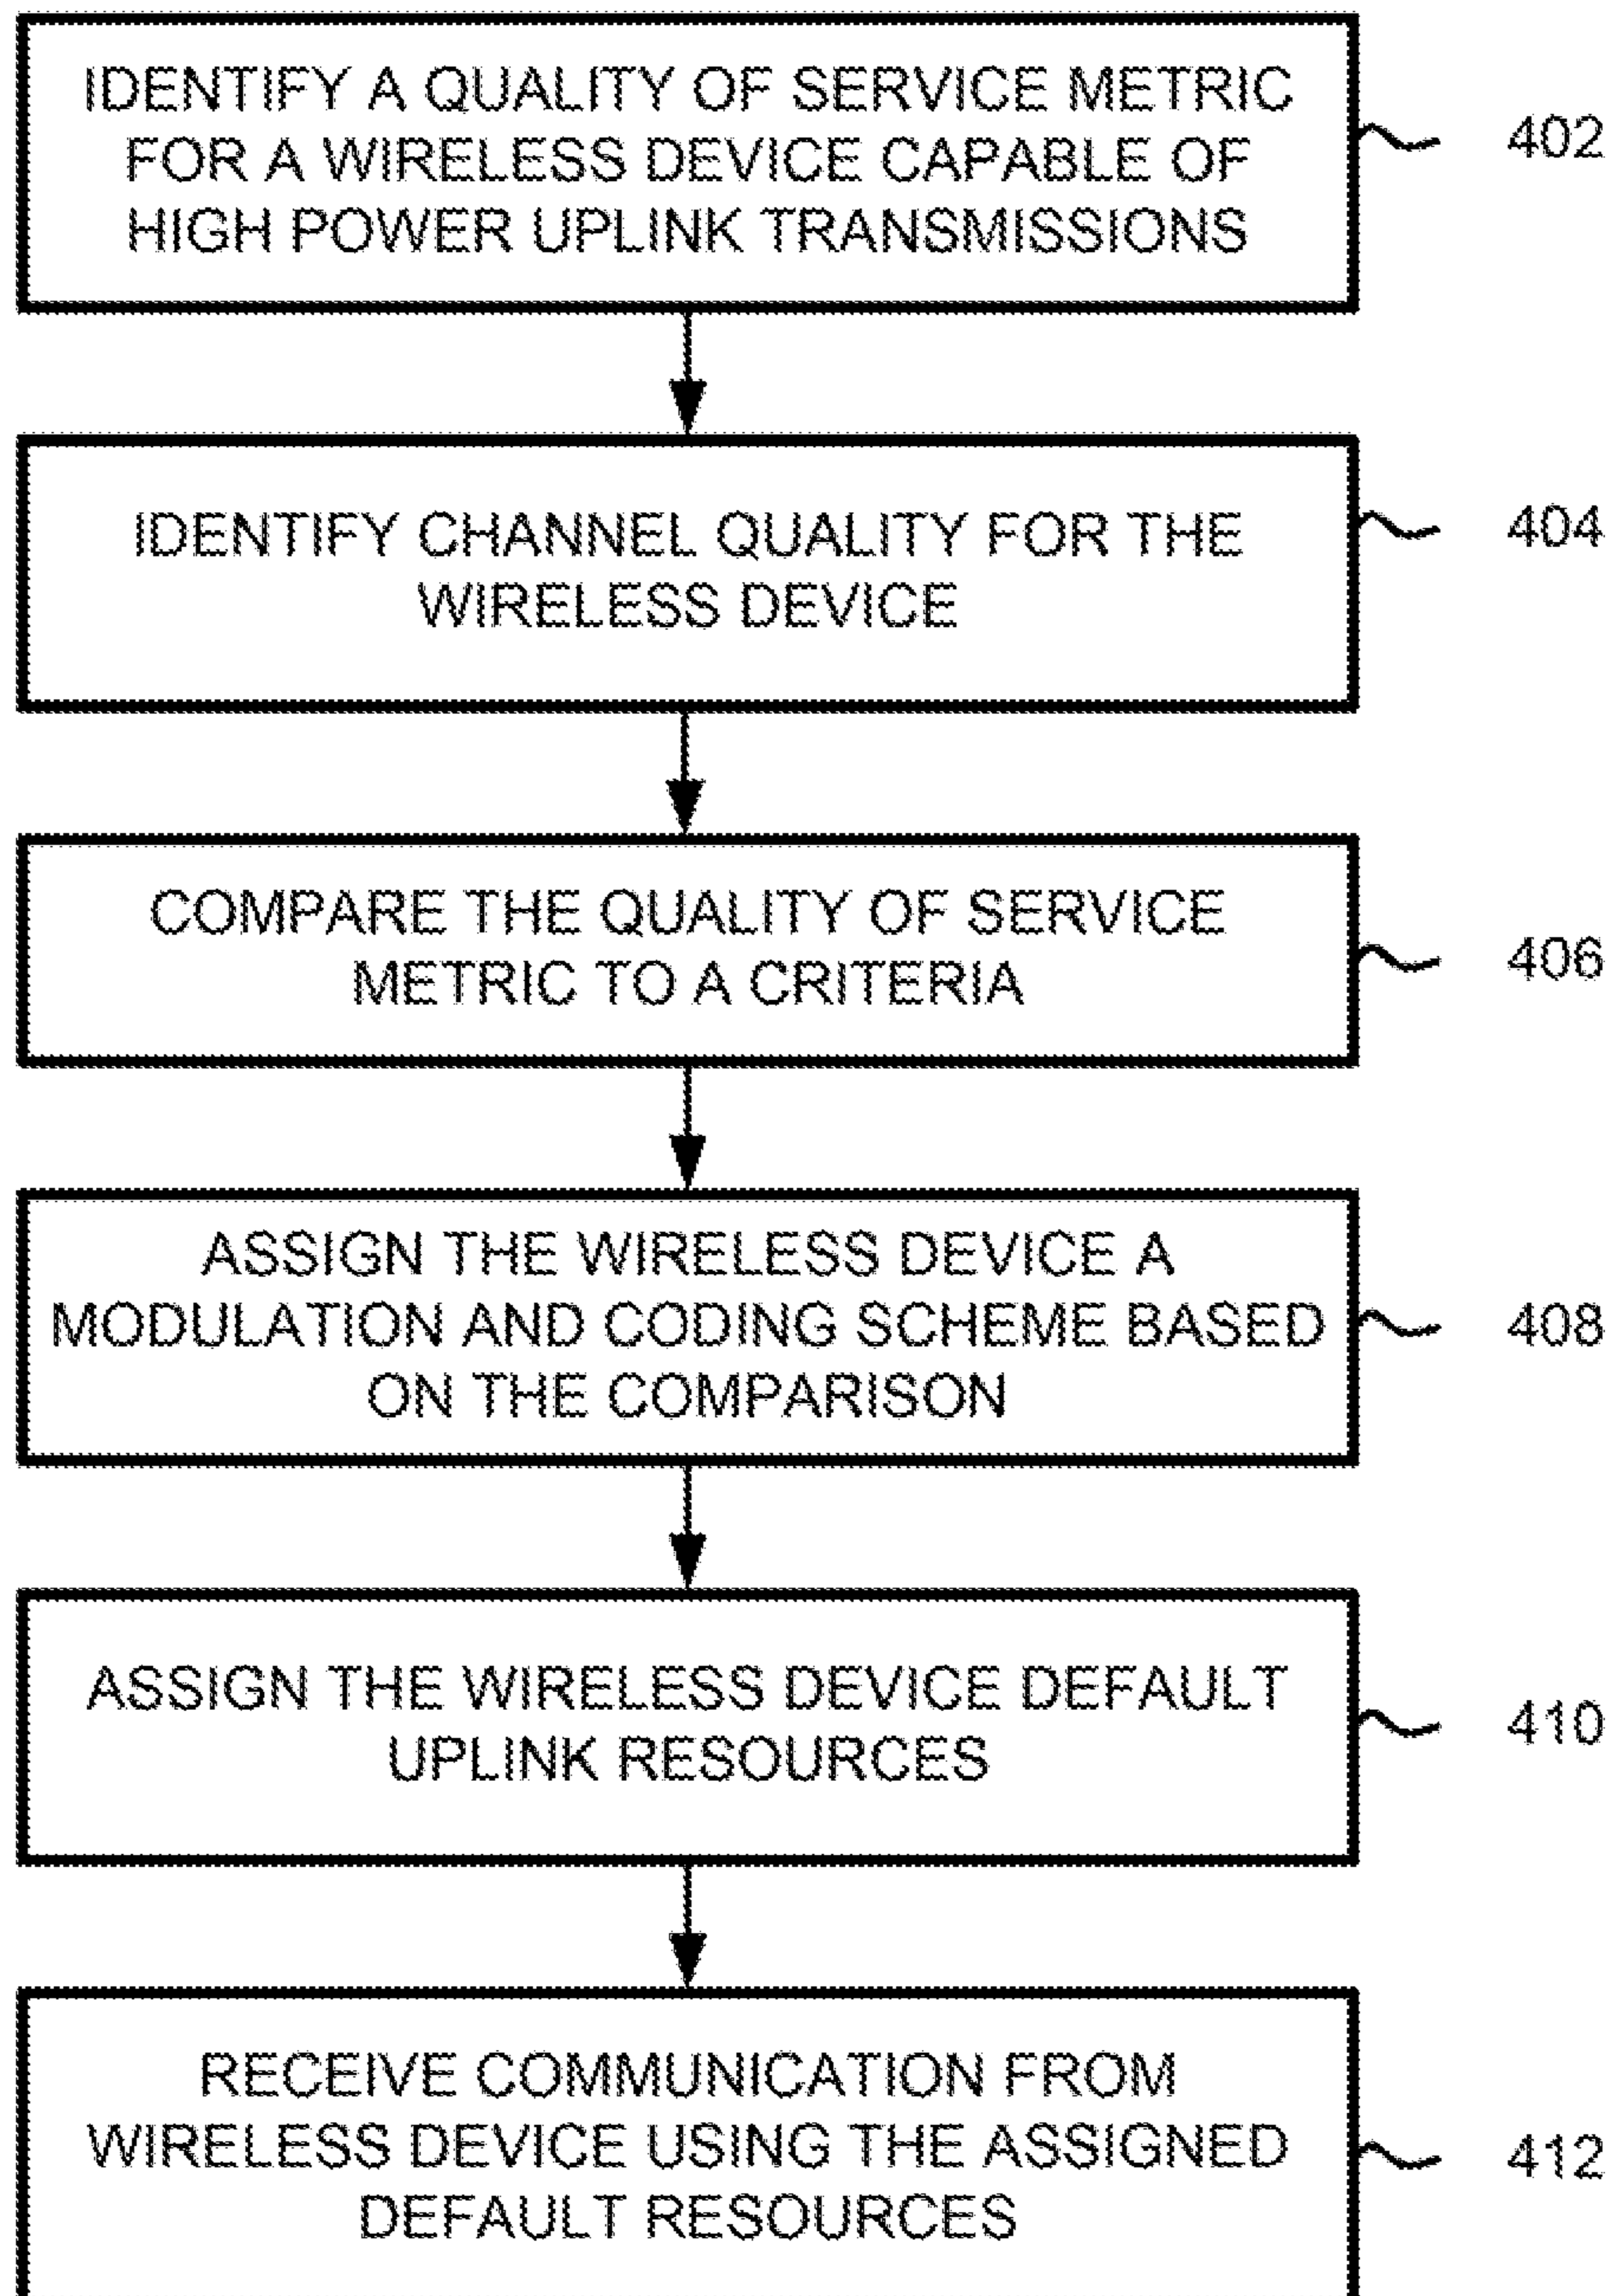 IDENTIFY A QUALITY OF SERVICE METRIC
FOR A WIRELESS DEVICE CAPABLE OF
HIGH POWER UPLINK TRANSMISSIONS
402
IDENTIFY CHANNEL QUALITY FOR THE
WIRELESS DEVICE
404
COMPARE THE QUALITY OF SERVICE
METRIC TO A CRITERIA
406
ASSIGN THE WIRELESS DEVICE A
MODULATION AND CODING SCHEME BASED
ON THE COMPARISON
408
ASSIGN THE WIRELESS DEVICE DEFAULT
UPLINK RESOURCES
410
RECEIVE COMMUNICATION FROM
WIRELESS DEVICE USING THE ASSIGNED
DEFAULT RESOURCES
412